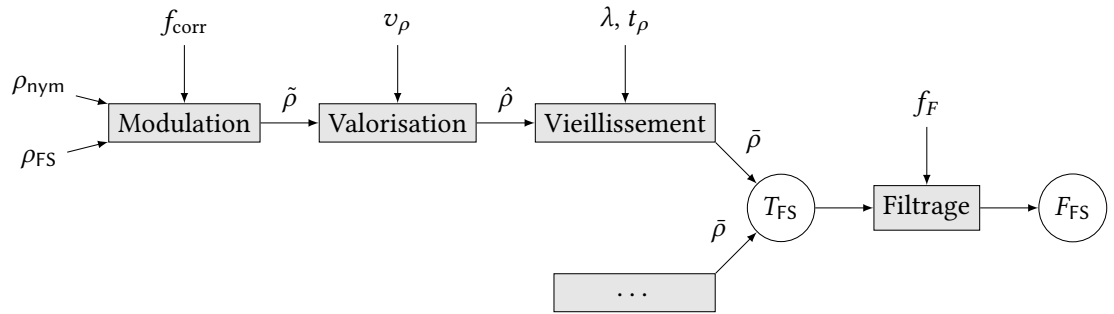 f_corr
v_ρ
λ, t_ρ
ρ_nym
ρ_FS
Modulation
ρ̃
Valorisation
ρ̂
Vieillissement
ρ̄
f_F
T_FS
Filtrage
F_FS
ρ̄
...